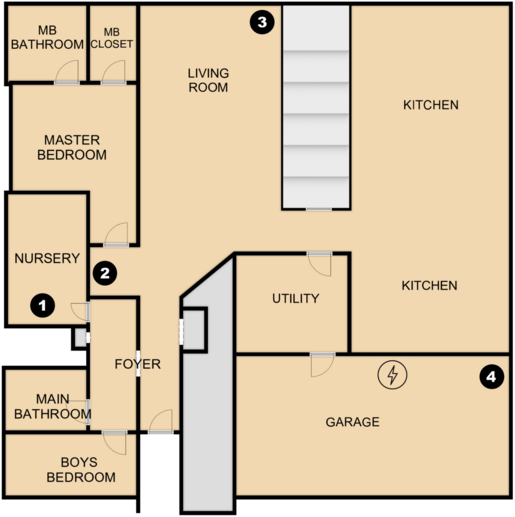 MB
BATHROOM
MB
CLOSET
3
LIVING
ROOM
KITCHEN
MASTER
BEDROOM
NURSERY
2
1
UTILITY
KITCHEN
FOYER
4
MAIN
BATHROOM
GARAGE
BOYS
BEDROOM